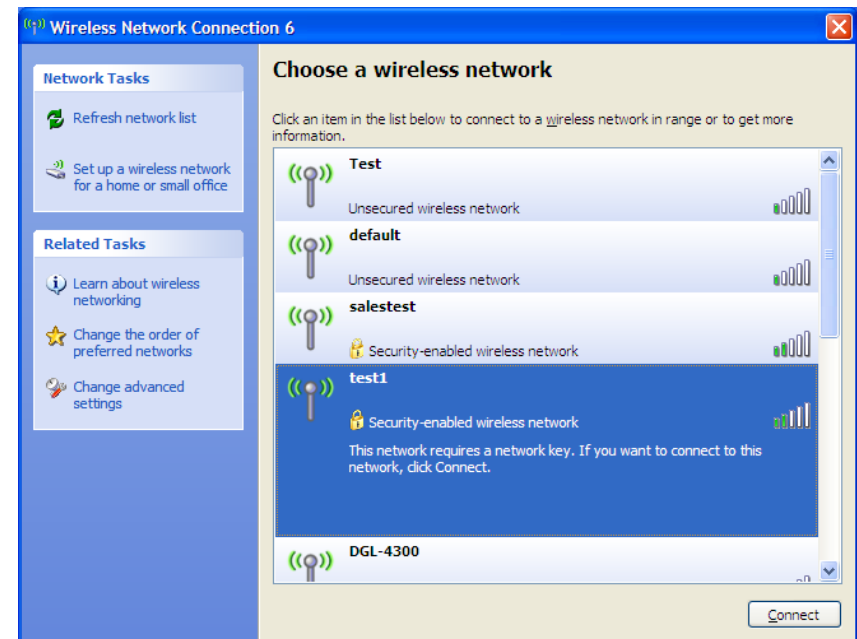 Wireless Network Connection 6
Network Tasks
Refresh network list
Set up a wireless network
for a home or small office
Related Tasks
Learn about wireless
networking
Change the order of
preferred networks
Change advanced
settings
Choose a wireless network
Click an item in the list below to connect to a wireless network in range or to get more
information.
Test
Unsecured wireless network
default
Unsecured wireless network
salestest
Security-enabled wireless network
test1
Security-enabled wireless network
This network requires a network key. If you want to connect to this
network, click Connect.
DGL-4300
Connect